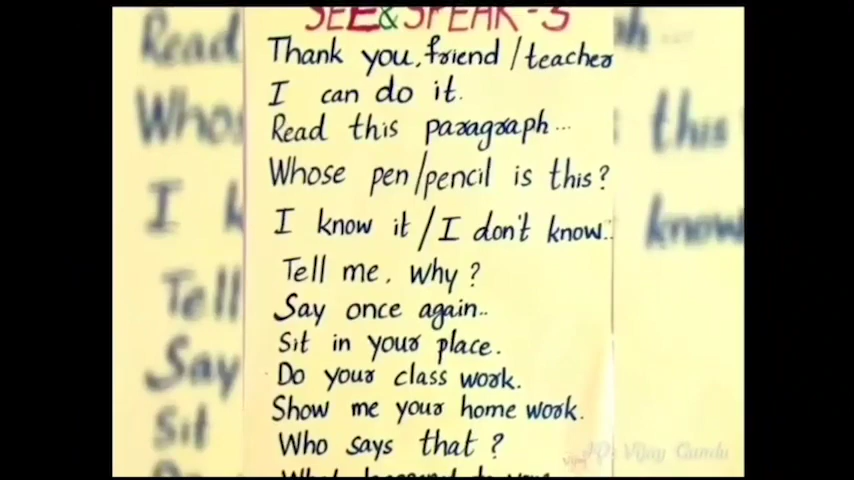 SEE&SPEAK-3
Thank you, friend/teacher
I can do it.
Read this paragraph...
Whose pen/pencil is this?
I know it/I don't know..
Tell me, why?
Say once again..
Sit in your place.
Do your class work.
Show me your home work.
Who says that?
Vijay